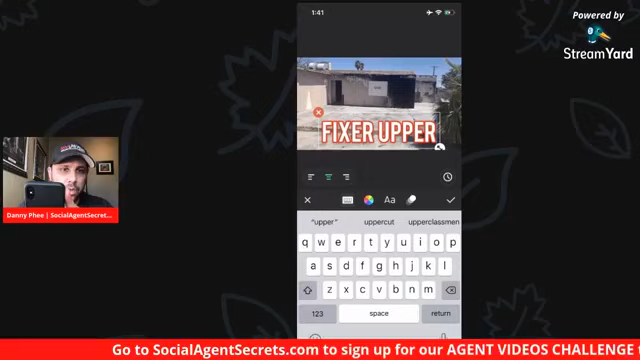 1:41
Powered by
StreamYard
FIXER UPPER
Aa
"upper"
uppercut
upperclassmen
q w e r t y u i o p
a s d f g h j k l
z x c v b n m
123
space
return
Danny Phee | SocialAgentSecret...
Go to SocialAgentSecrets.com to sign up for our AGENT VIDEOS CHALLENGE